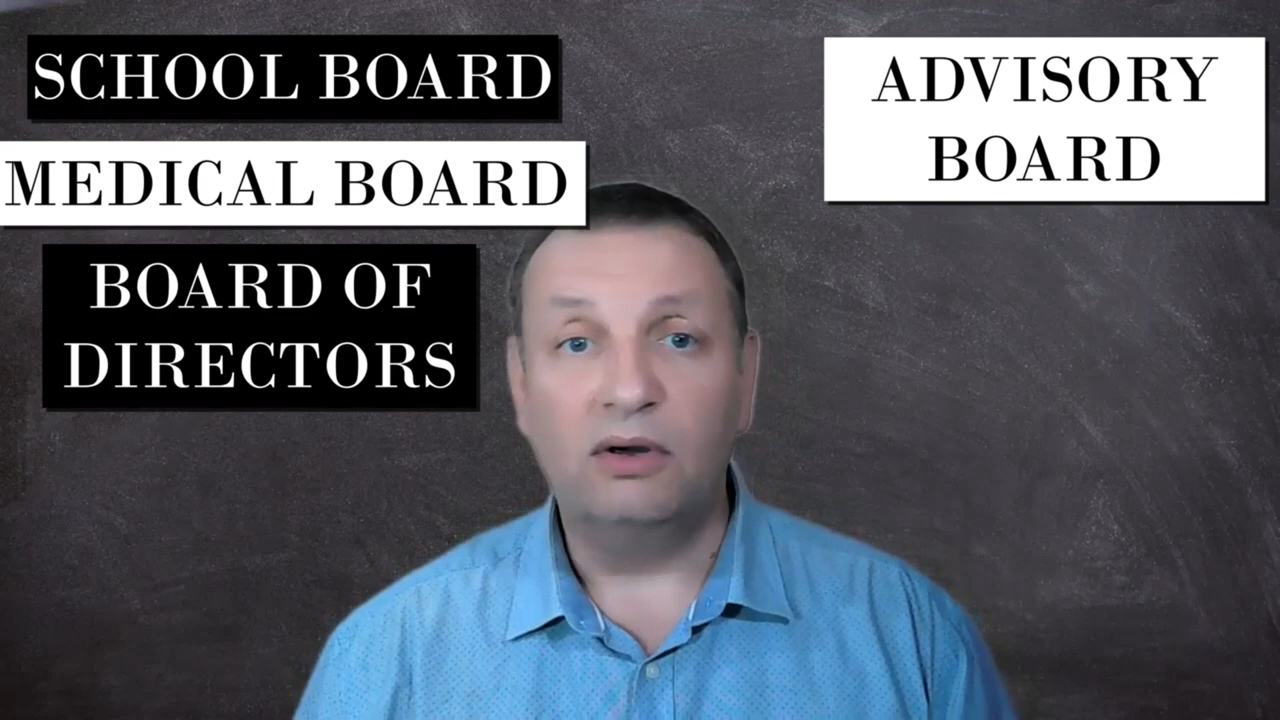 SCHOOL BOARD
MEDICAL BOARD
BOARD OF
DIRECTORS
ADVISORY
BOARD